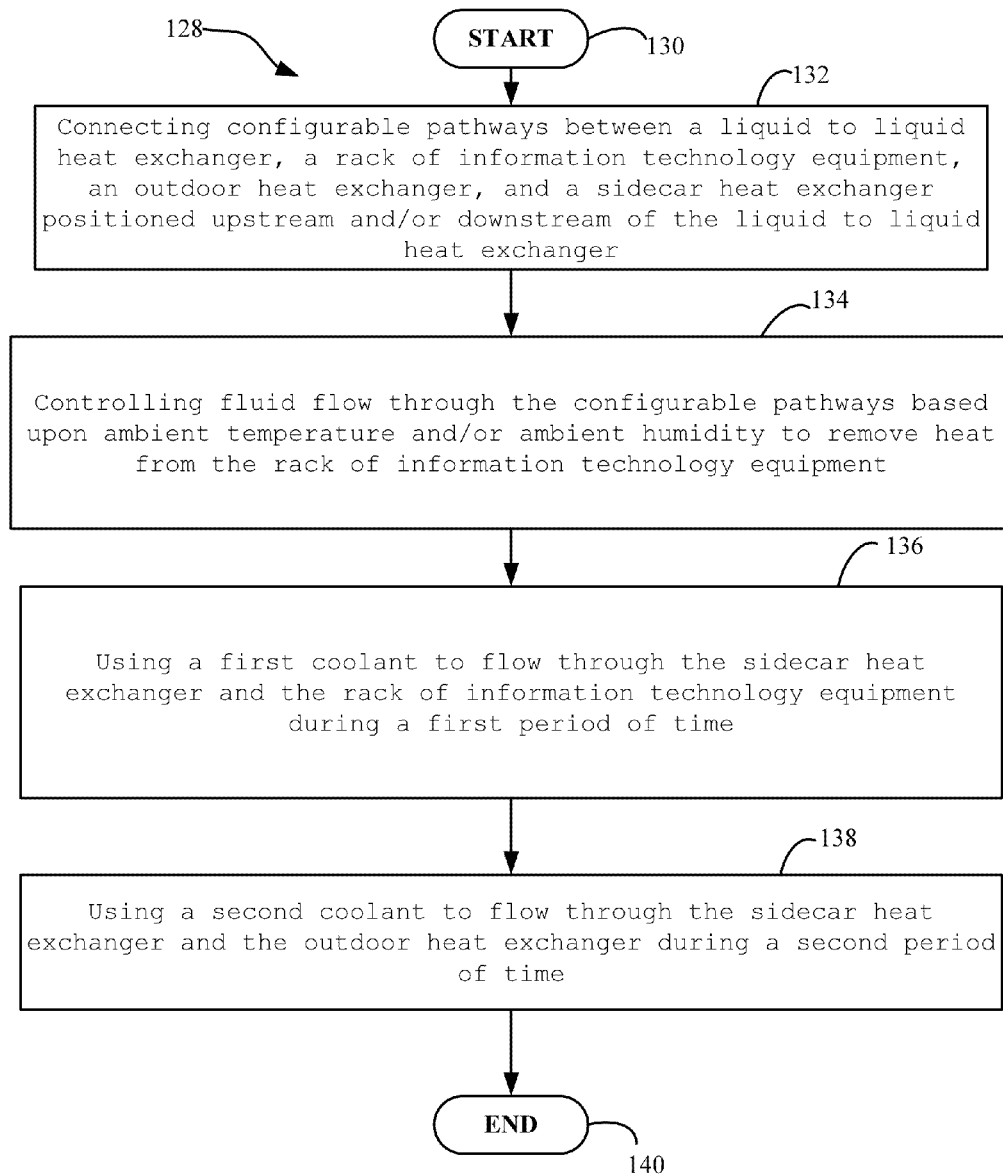 128
START
130
132
Connecting configurable pathways between a liquid to liquid
heat exchanger, a rack of information technology equipment,
an outdoor heat exchanger, and a sidecar heat exchanger
positioned upstream and/or downstream of the liquid to liquid
heat exchanger
134
Controlling fluid flow through the configurable pathways based
upon ambient temperature and/or ambient humidity to remove heat
from the rack of information technology equipment
136
Using a first coolant to flow through the sidecar heat
exchanger and the rack of information technology equipment
during a first period of time
138
Using a second coolant to flow through the sidecar heat
exchanger and the outdoor heat exchanger during a second period
of time
END
140